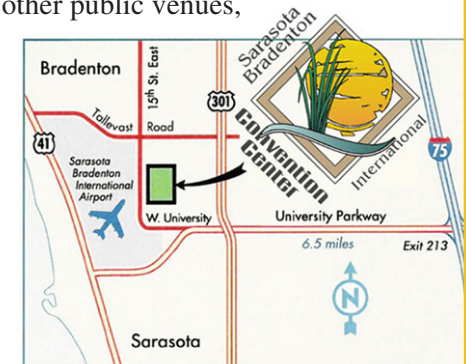 other public venues,
Sarasota
Bradenton
International
Convention
Center
Bradenton
15th St. East
301
Tallevast Road
41
75
Sarasota
Bradenton
International
Airport
W. University
University Parkway
6.5 miles
Exit 213
N
Sarasota